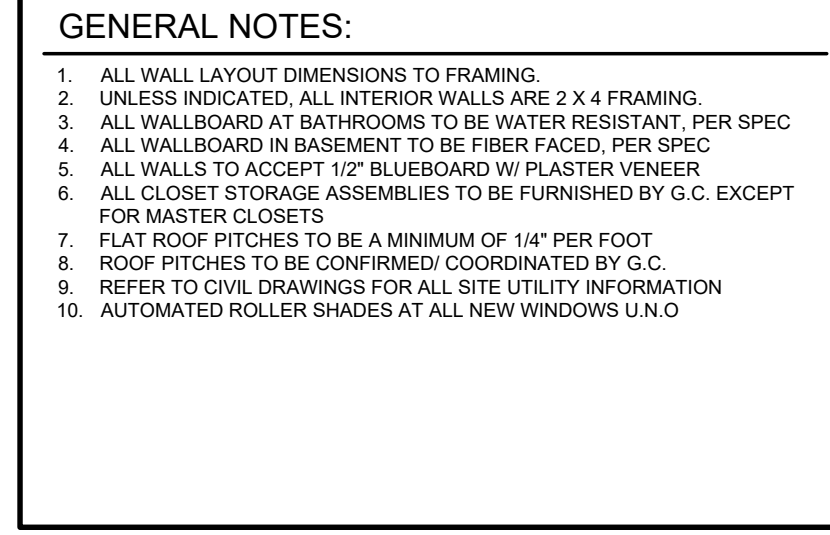 GENERAL NOTES:
1. ALL WALL LAYOUT DIMENSIONS TO FRAMING.
2. UNLESS INDICATED, ALL INTERIOR WALLS ARE 2 X 4 FRAMING.
3. ALL WALLBOARD AT BATHROOMS TO BE WATER RESISTANT, PER SPEC
4. ALL WALLBOARD IN BASEMENT TO BE FIBER FACED, PER SPEC
5. ALL WALLS TO ACCEPT 1/2" BLUEBOARD W/ PLASTER VENEER
6. ALL CLOSET STORAGE ASSEMBLIES TO BE FURNISHED BY G.C. EXCEPT
FOR MASTER CLOSETS
7. FLAT ROOF PITCHES TO BE A MINIMUM OF 1/4" PER FOOT
8. ROOF PITCHES TO BE CONFIRMED/ COORDINATED BY G.C.
9. REFER TO CIVIL DRAWINGS FOR ALL SITE UTILITY INFORMATION
10. AUTOMATED ROLLER SHADES AT ALL NEW WINDOWS U.N.O